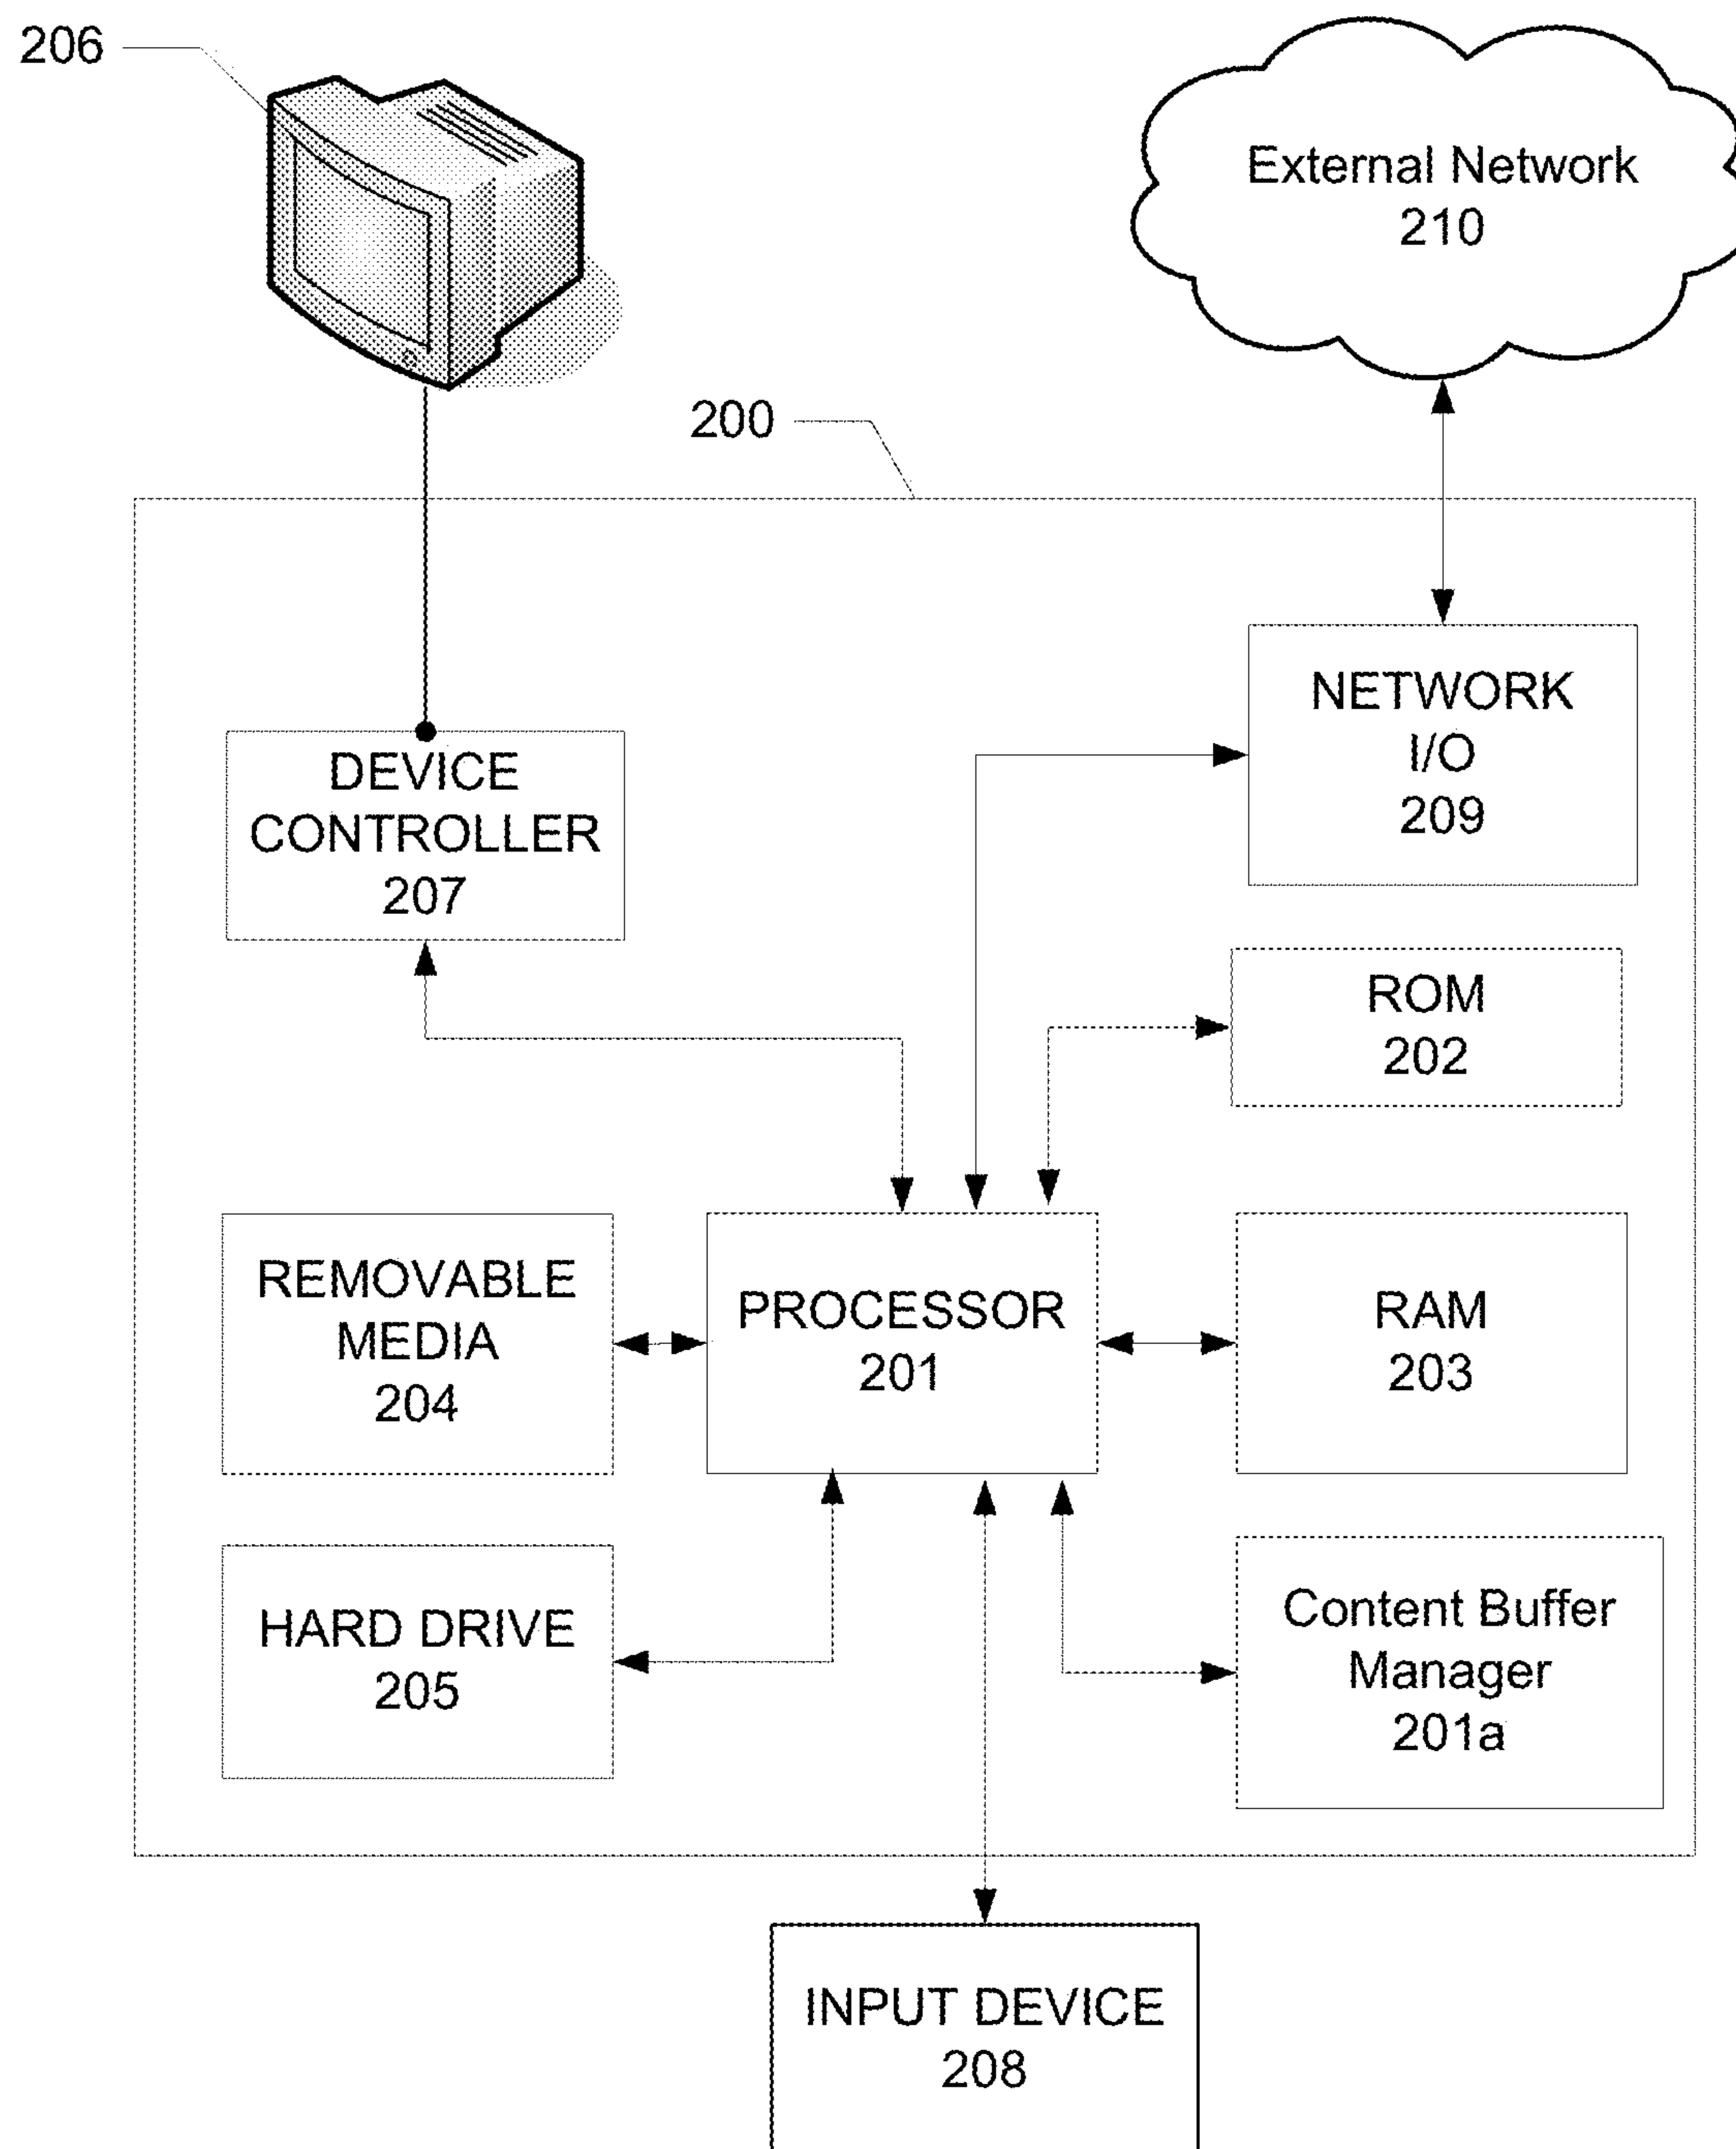 206
External Network
210
200
NETWORK
I/O
209
DEVICE
CONTROLLER
207
ROM
202
REMOVABLE
MEDIA
204
PROCESSOR
201
RAM
203
HARD DRIVE
205
Content Buffer
Manager
201a
INPUT DEVICE
208